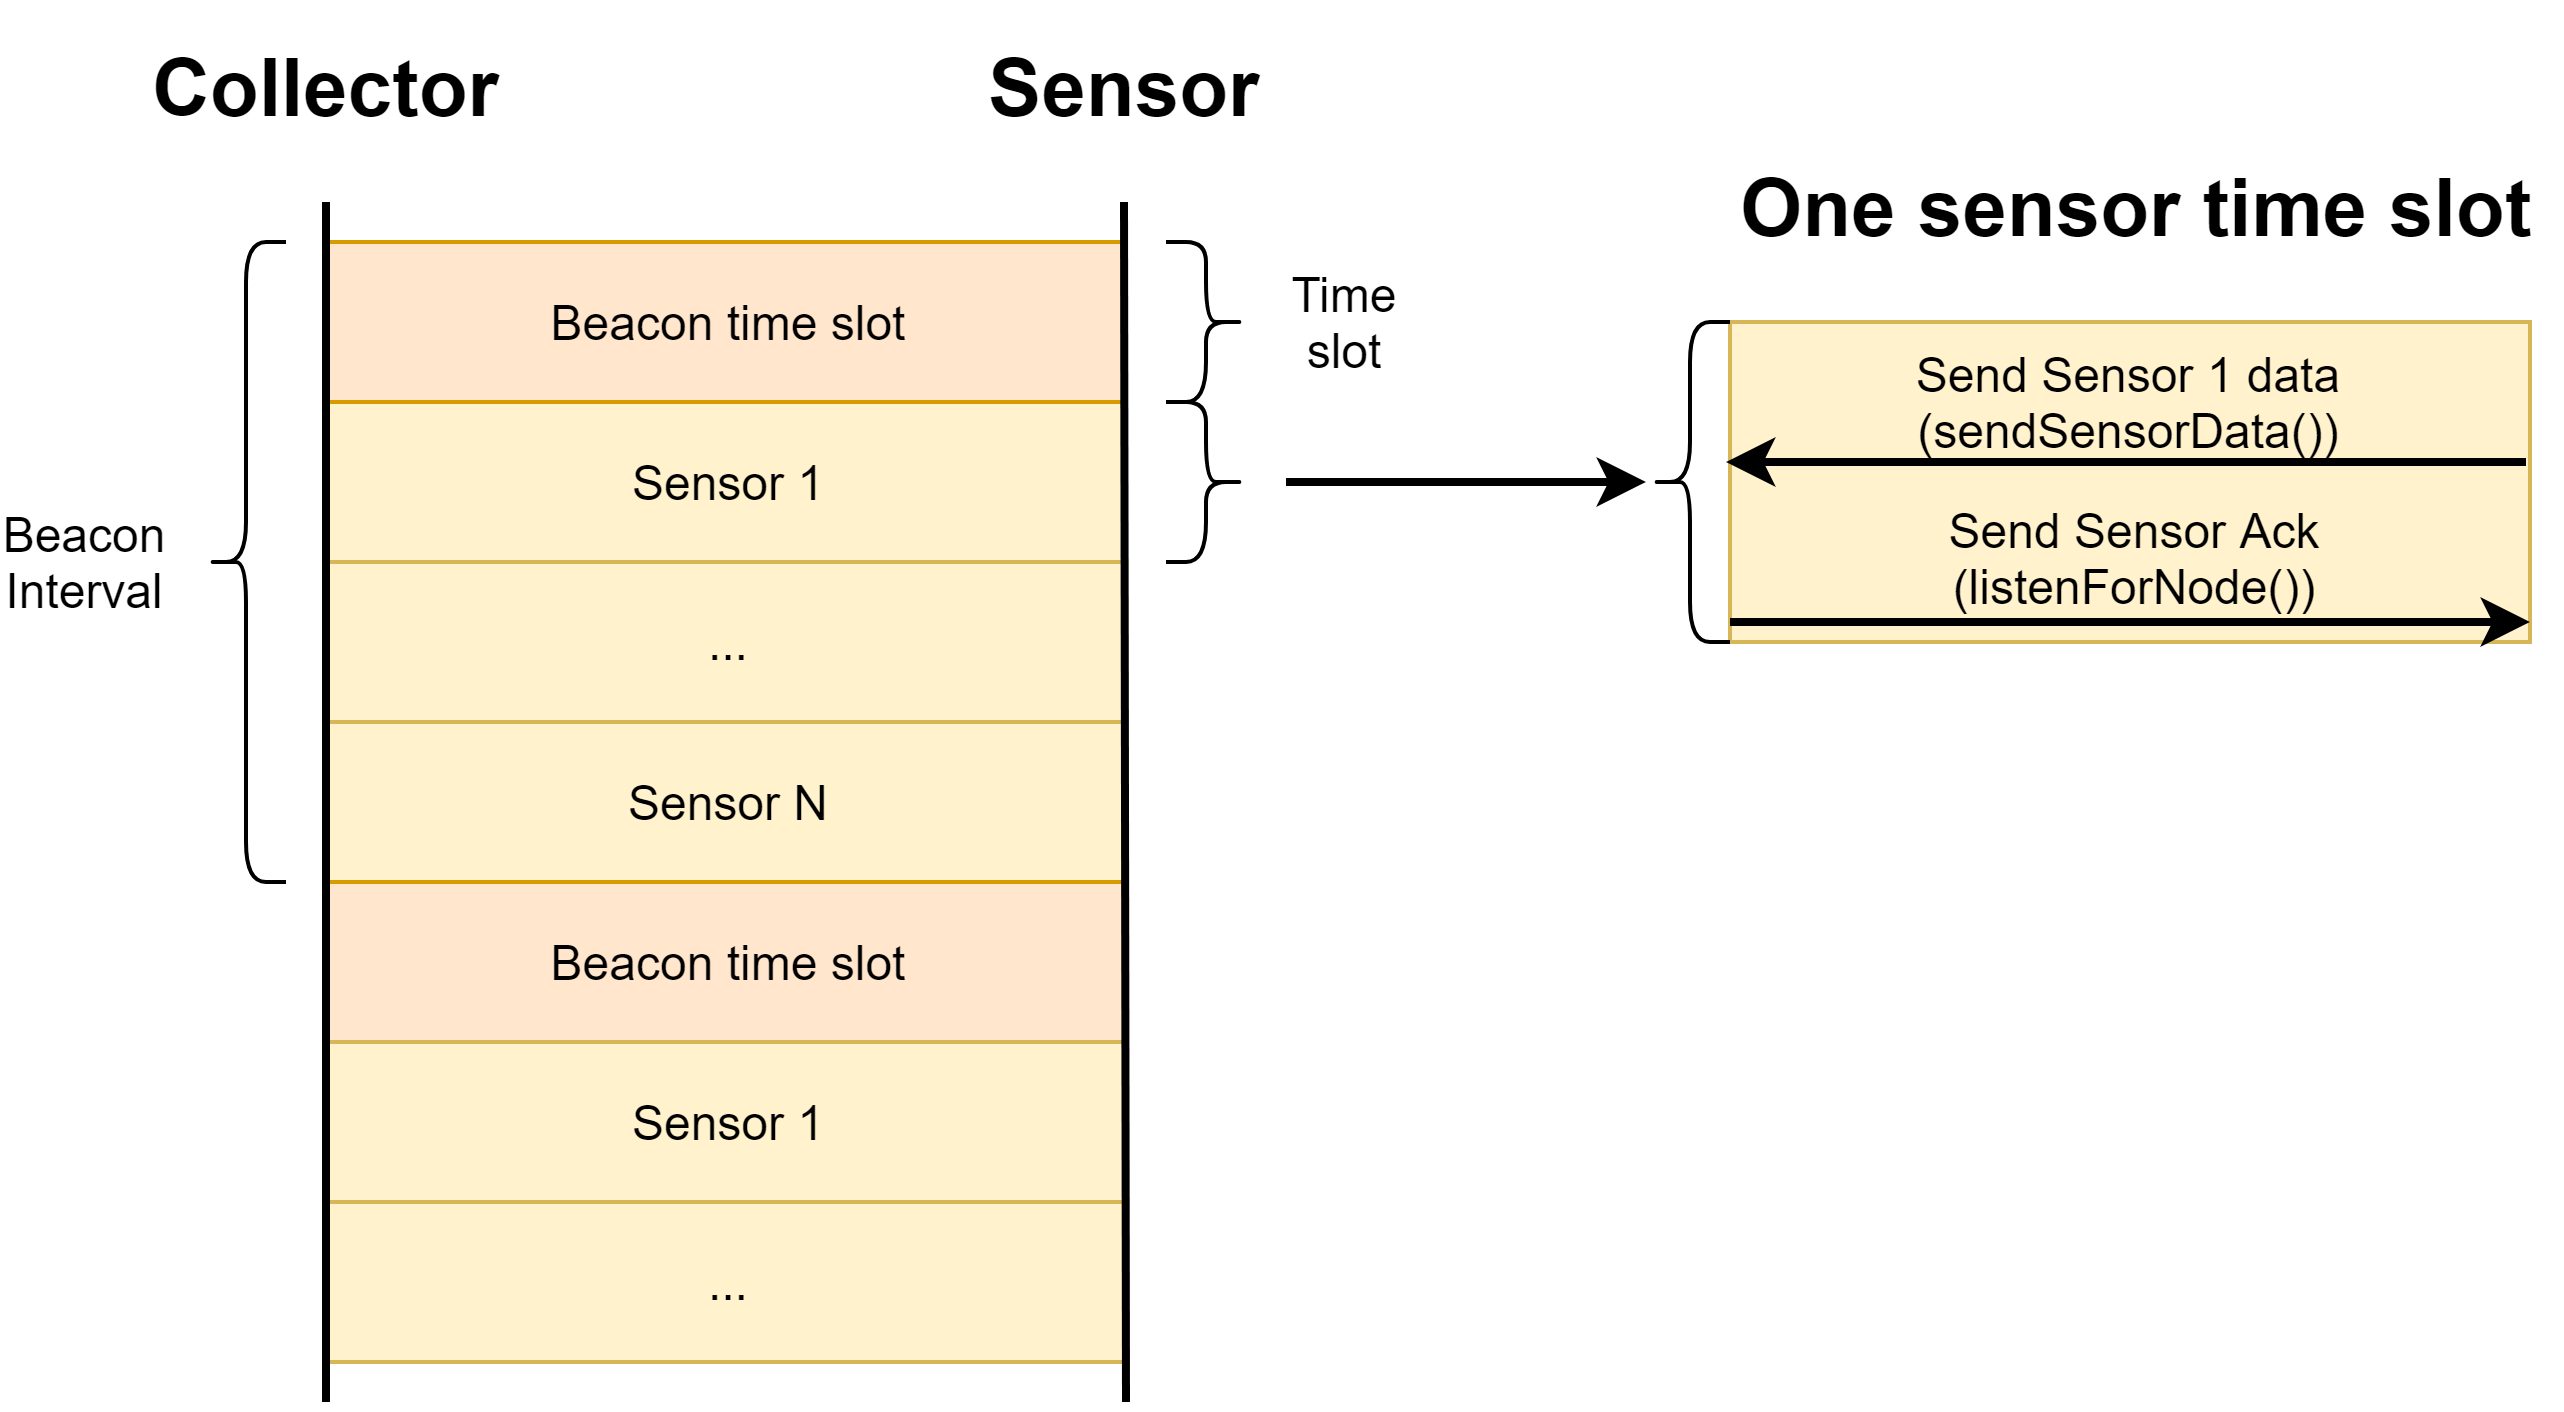 Collector
Sensor
One sensor time slot
Beacon
Interval
Time
slot
Beacon time slot
Sensor 1
...
Sensor N
Beacon time slot
Sensor 1
...
Send Sensor 1 data
(sendSensorData())
Send Sensor Ack
(listenForNode())